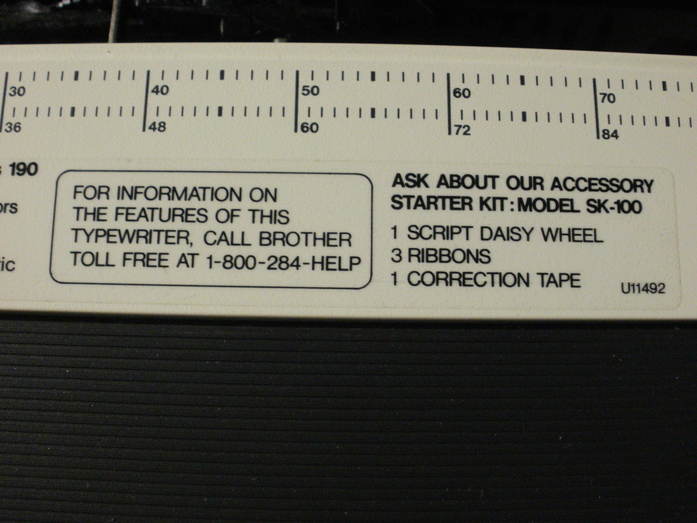 30 40 50 60 70
36 48 60 72 84
190
ors
ric
FOR INFORMATION ON
THE FEATURES OF THIS
TYPEWRITER, CALL BROTHER
TOLL FREE AT 1-800-284-HELP
ASK ABOUT OUR ACCESSORY
STARTER KIT: MODEL SK-100
1 SCRIPT DAISY WHEEL
3 RIBBONS
1 CORRECTION TAPE
U11492